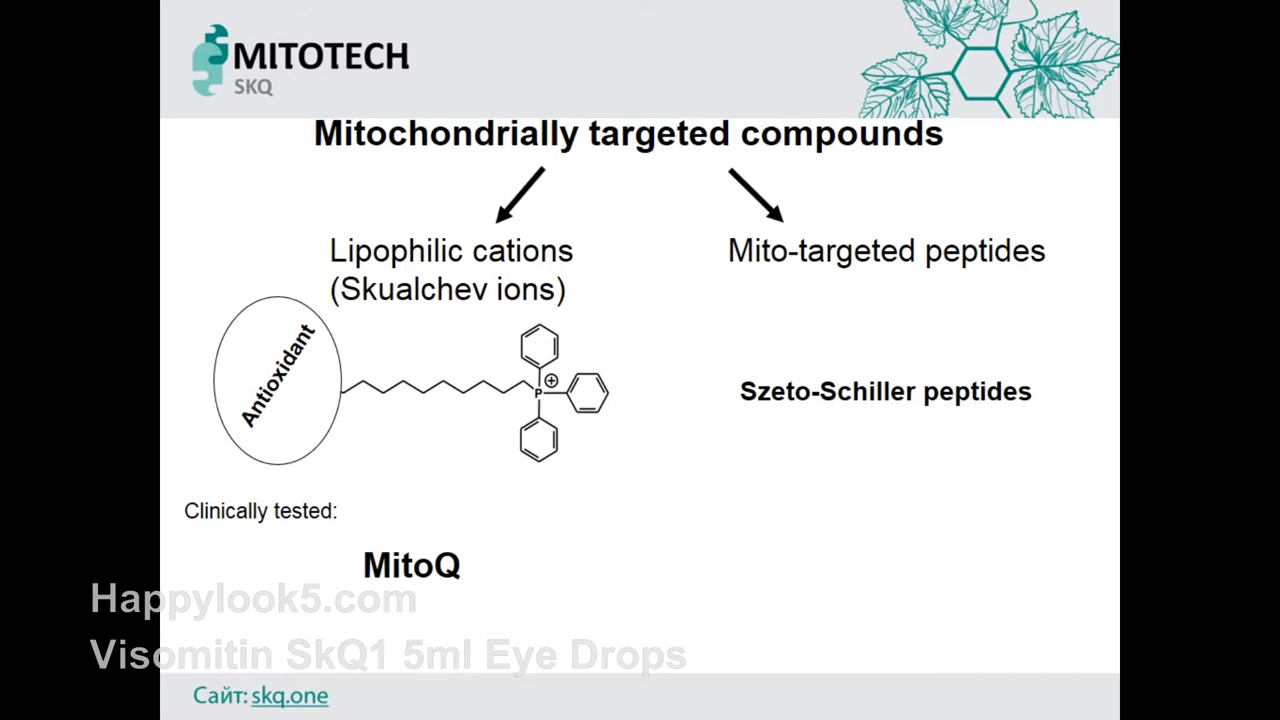 MITOTECH
SKQ
Mitochondrially targeted compounds
Lipophilic cations
(Skualchev ions)
Mito-targeted peptides
Antioxidant
P
+
Szeto-Schiller peptides
Clinically tested:
MitoQ
Happylook5.com
Visomitin SkQ1 5ml Eye Drops
Сайт: skq.one